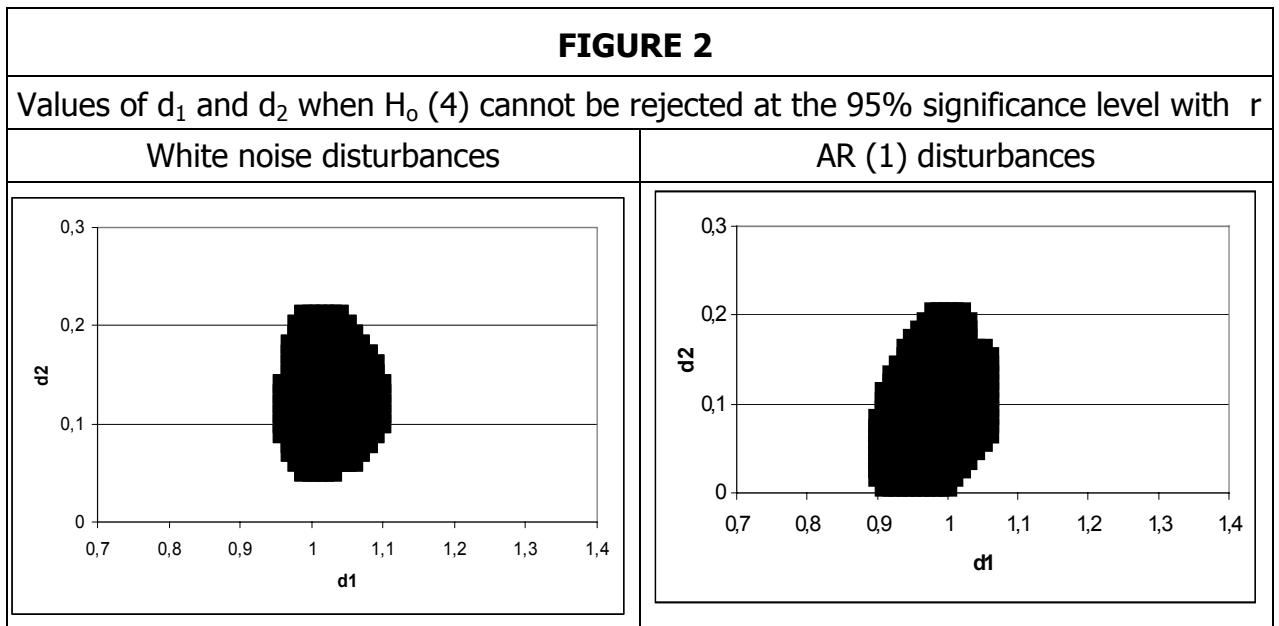 FIGURE 2
Values of d1 and d2 when Ho (4) cannot be rejected at the 95% significance level with r
White noise disturbances
AR (1) disturbances
0,3
0,2
0,1
0
d2
0,7 0,8 0,9 1 1,1 1,2 1,3 1,4
d1
0,3
0,2
0,1
0
d2
0,7 0,8 0,9 1 1,1 1,2 1,3 1,4
d1